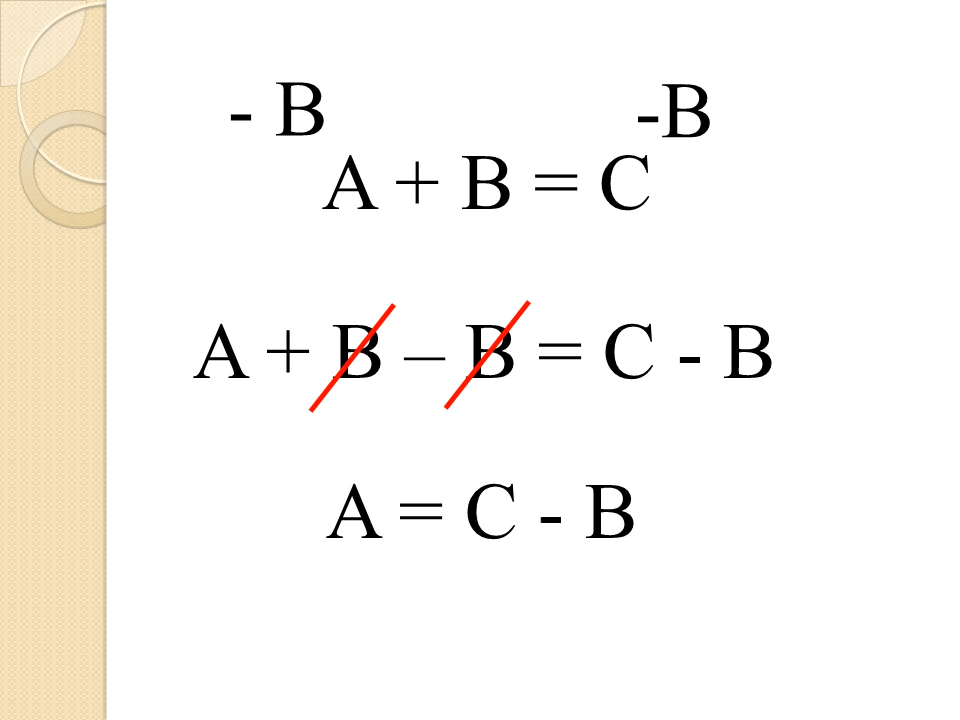 - B -B
A + B = C
A + B – B = C - B
A = C - B